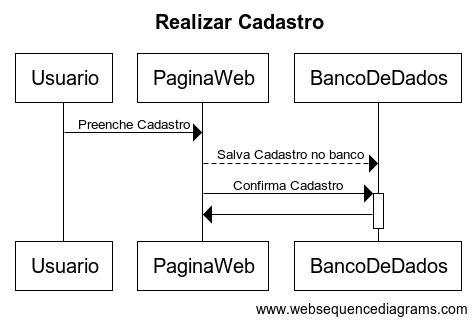 Realizar Cadastro
Usuario PaginaWeb BancoDeDados
Preenche Cadastro
Salva Cadastro no banco
Confirma Cadastro
Usuario PaginaWeb BancoDeDados
www.websequencediagrams.com